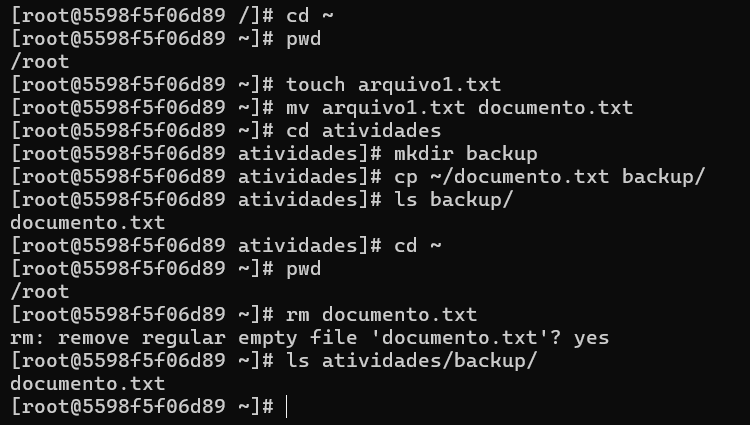 [root@5598f5f06d89 /]# cd ~
[root@5598f5f06d89 ~]# pwd
/root
[root@5598f5f06d89 ~]# touch arquivo1.txt
[root@5598f5f06d89 ~]# mv arquivo1.txt documento.txt
[root@5598f5f06d89 ~]# cd atividades
[root@5598f5f06d89 atividades]# mkdir backup
[root@5598f5f06d89 atividades]# cp ~/documento.txt backup/
[root@5598f5f06d89 atividades]# ls backup/
documento.txt
[root@5598f5f06d89 atividades]# cd ~
[root@5598f5f06d89 ~]# pwd
/root
[root@5598f5f06d89 ~]# rm documento.txt
rm: remove regular empty file 'documento.txt'? yes
[root@5598f5f06d89 ~]# ls atividades/backup/
documento.txt
[root@5598f5f06d89 ~]#